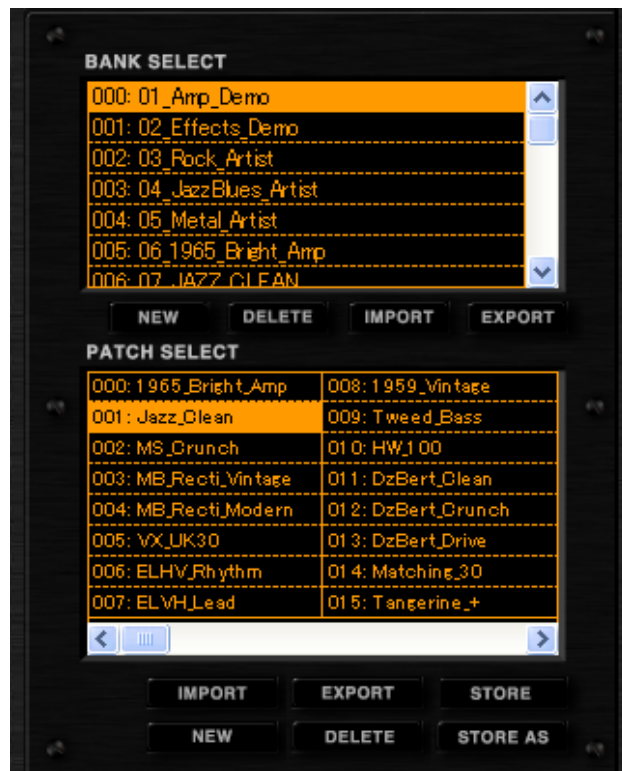 BANK SELECT
000: 01_Amp_Demo
001: 02_Effects_Demo
002: 03_Rock_Artist
003: 04_JazzBlues_Artist
004: 05_Metal_Artist
005: 06_1965_Bright_Amp
006: 07_JAZZ_CLEAN
NEW DELETE IMPORT EXPORT
PATCH SELECT
000: 1965_Bright_Amp 008: 1959_Vintage
001: Jazz_Clean 009: Tweed_Bass
002: MS_Crunch 010: HW_100
003: MB_Recti_Vintage 011: DzBert_Clean
004: MB_Recti_Modern 012: DzBert_Crunch
005: VX_UK30 013: DzBert_Drive
006: ELHV_Rhythm 014: Matching_30
007: ELVH_Lead 015: Tangerine_+
IMPORT EXPORT STORE
NEW DELETE STORE AS